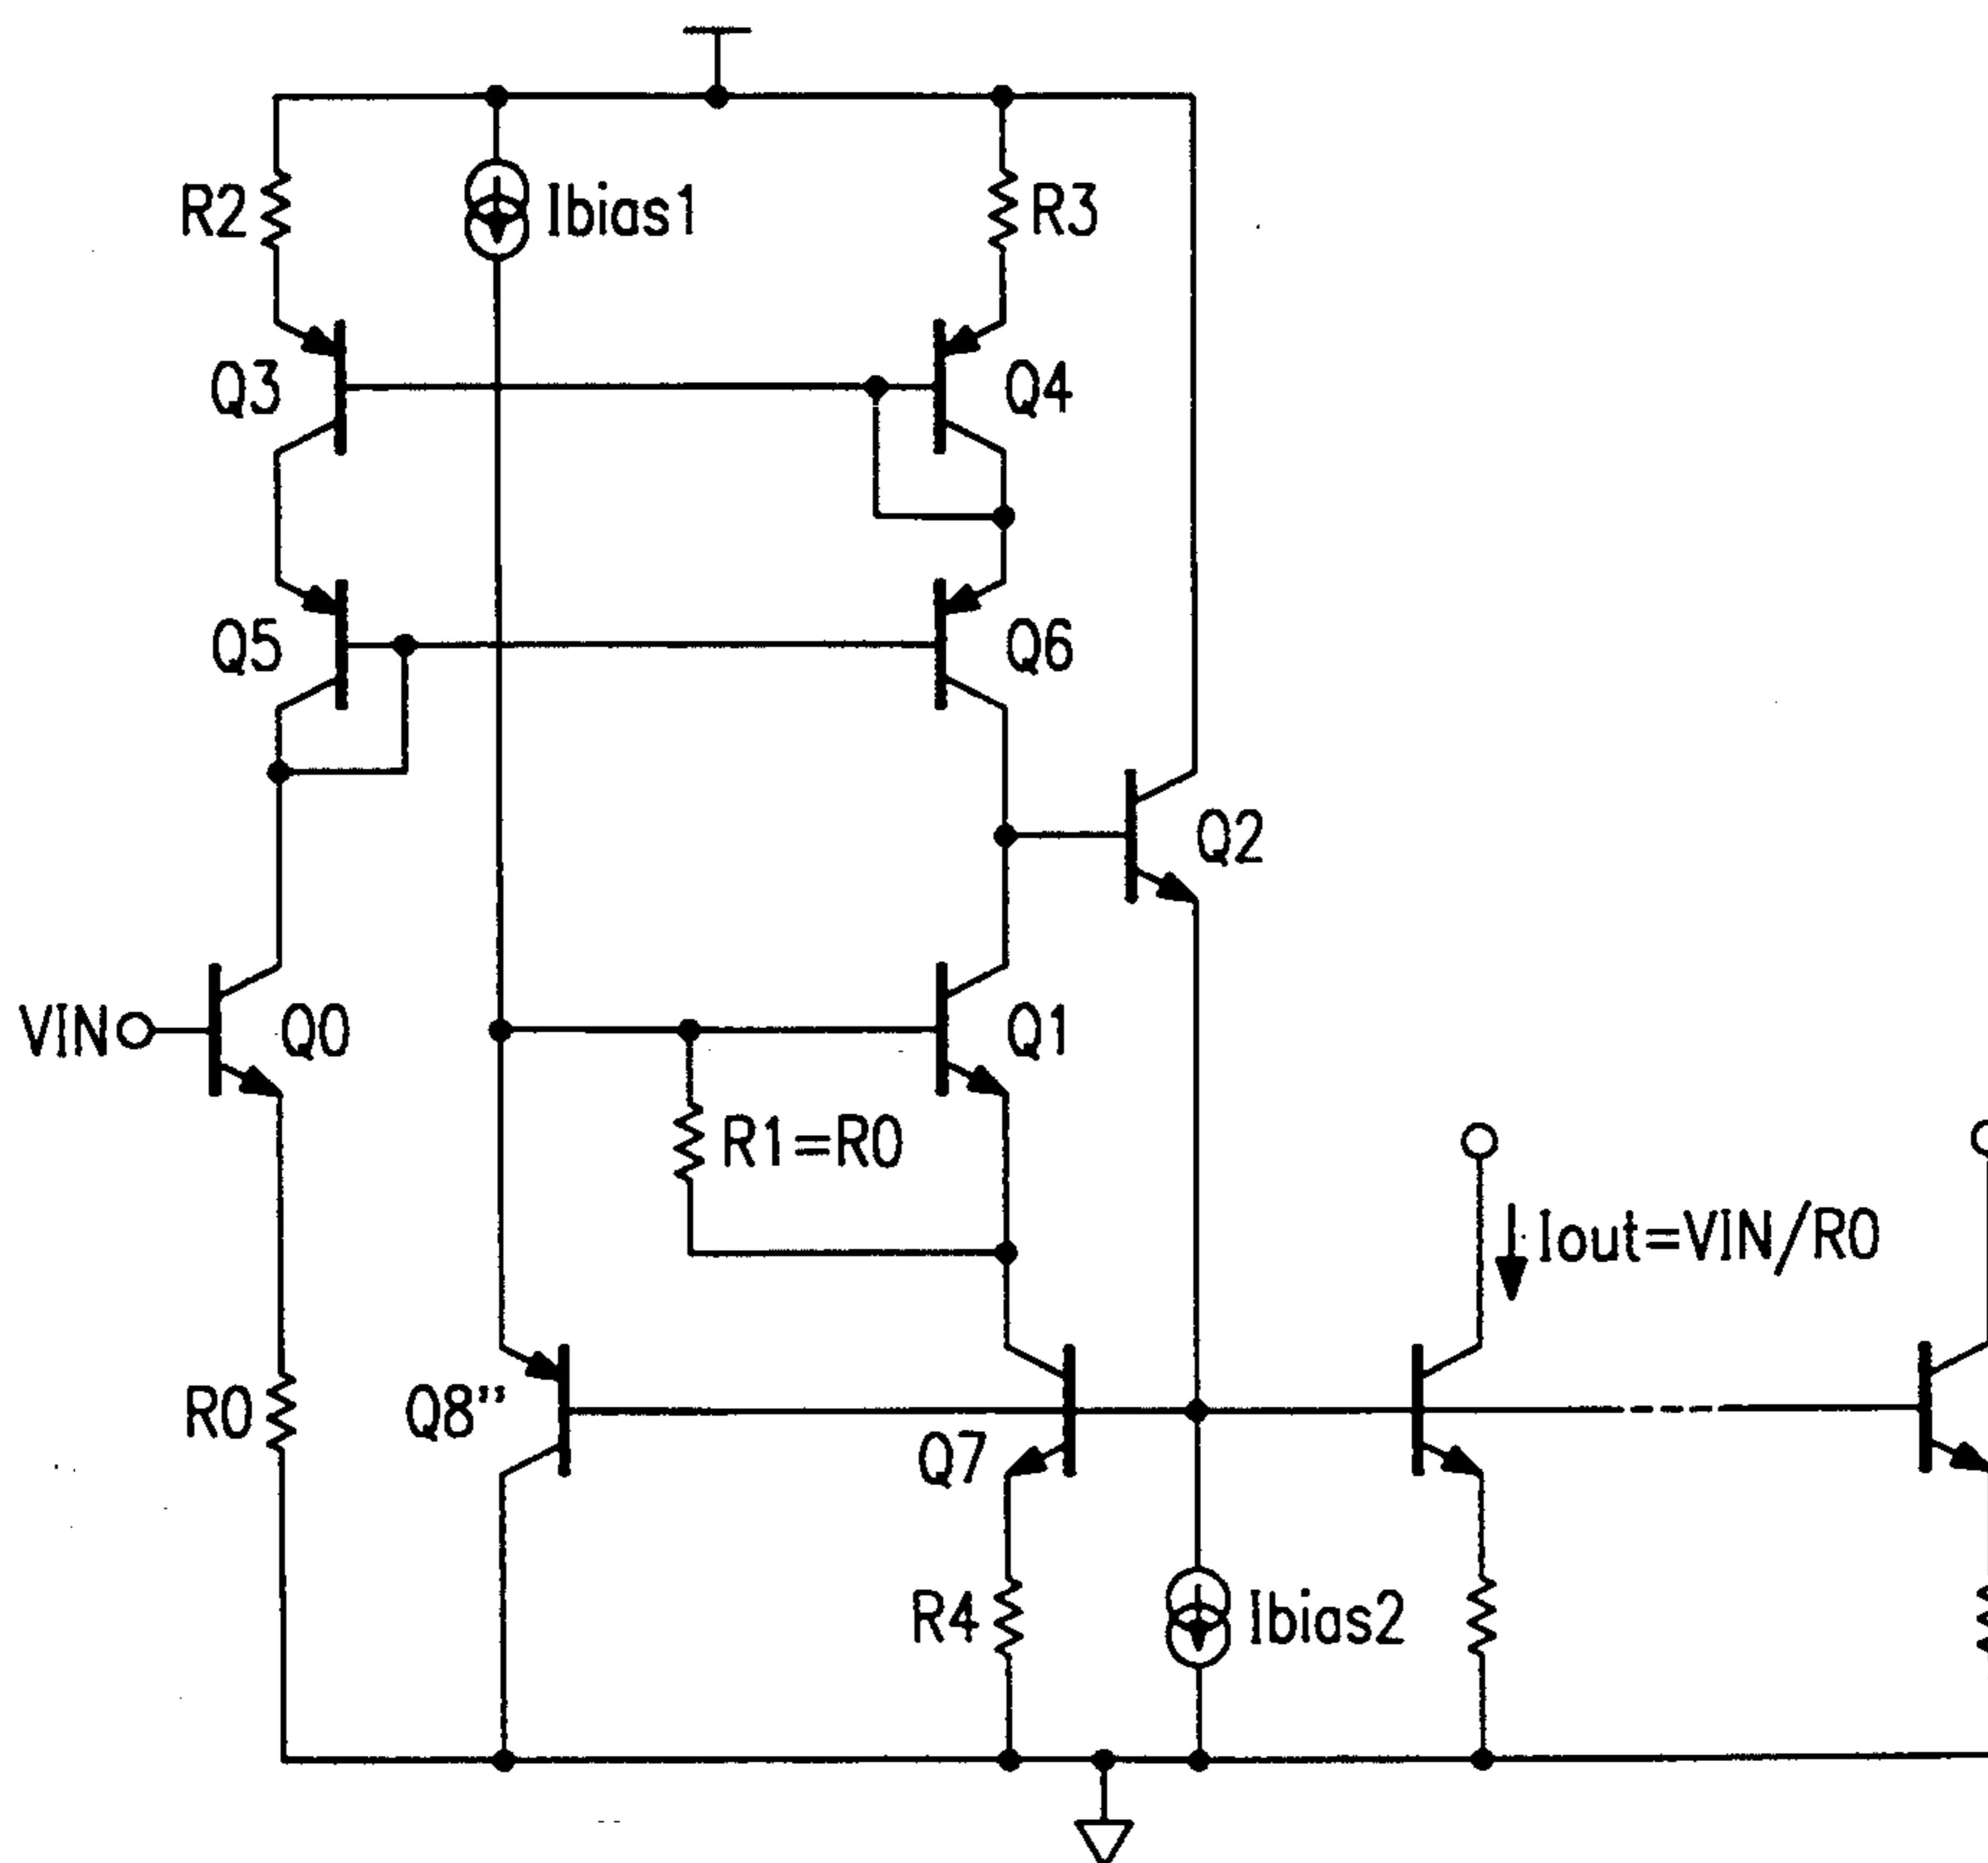 R2
Ibias1
R3
Q3
Q4
Q5
Q6
Q2
VIN
Q0
Q1
R1=R0
Iout=VIN/R0
R0
Q8"
Q7
R4
Ibias2